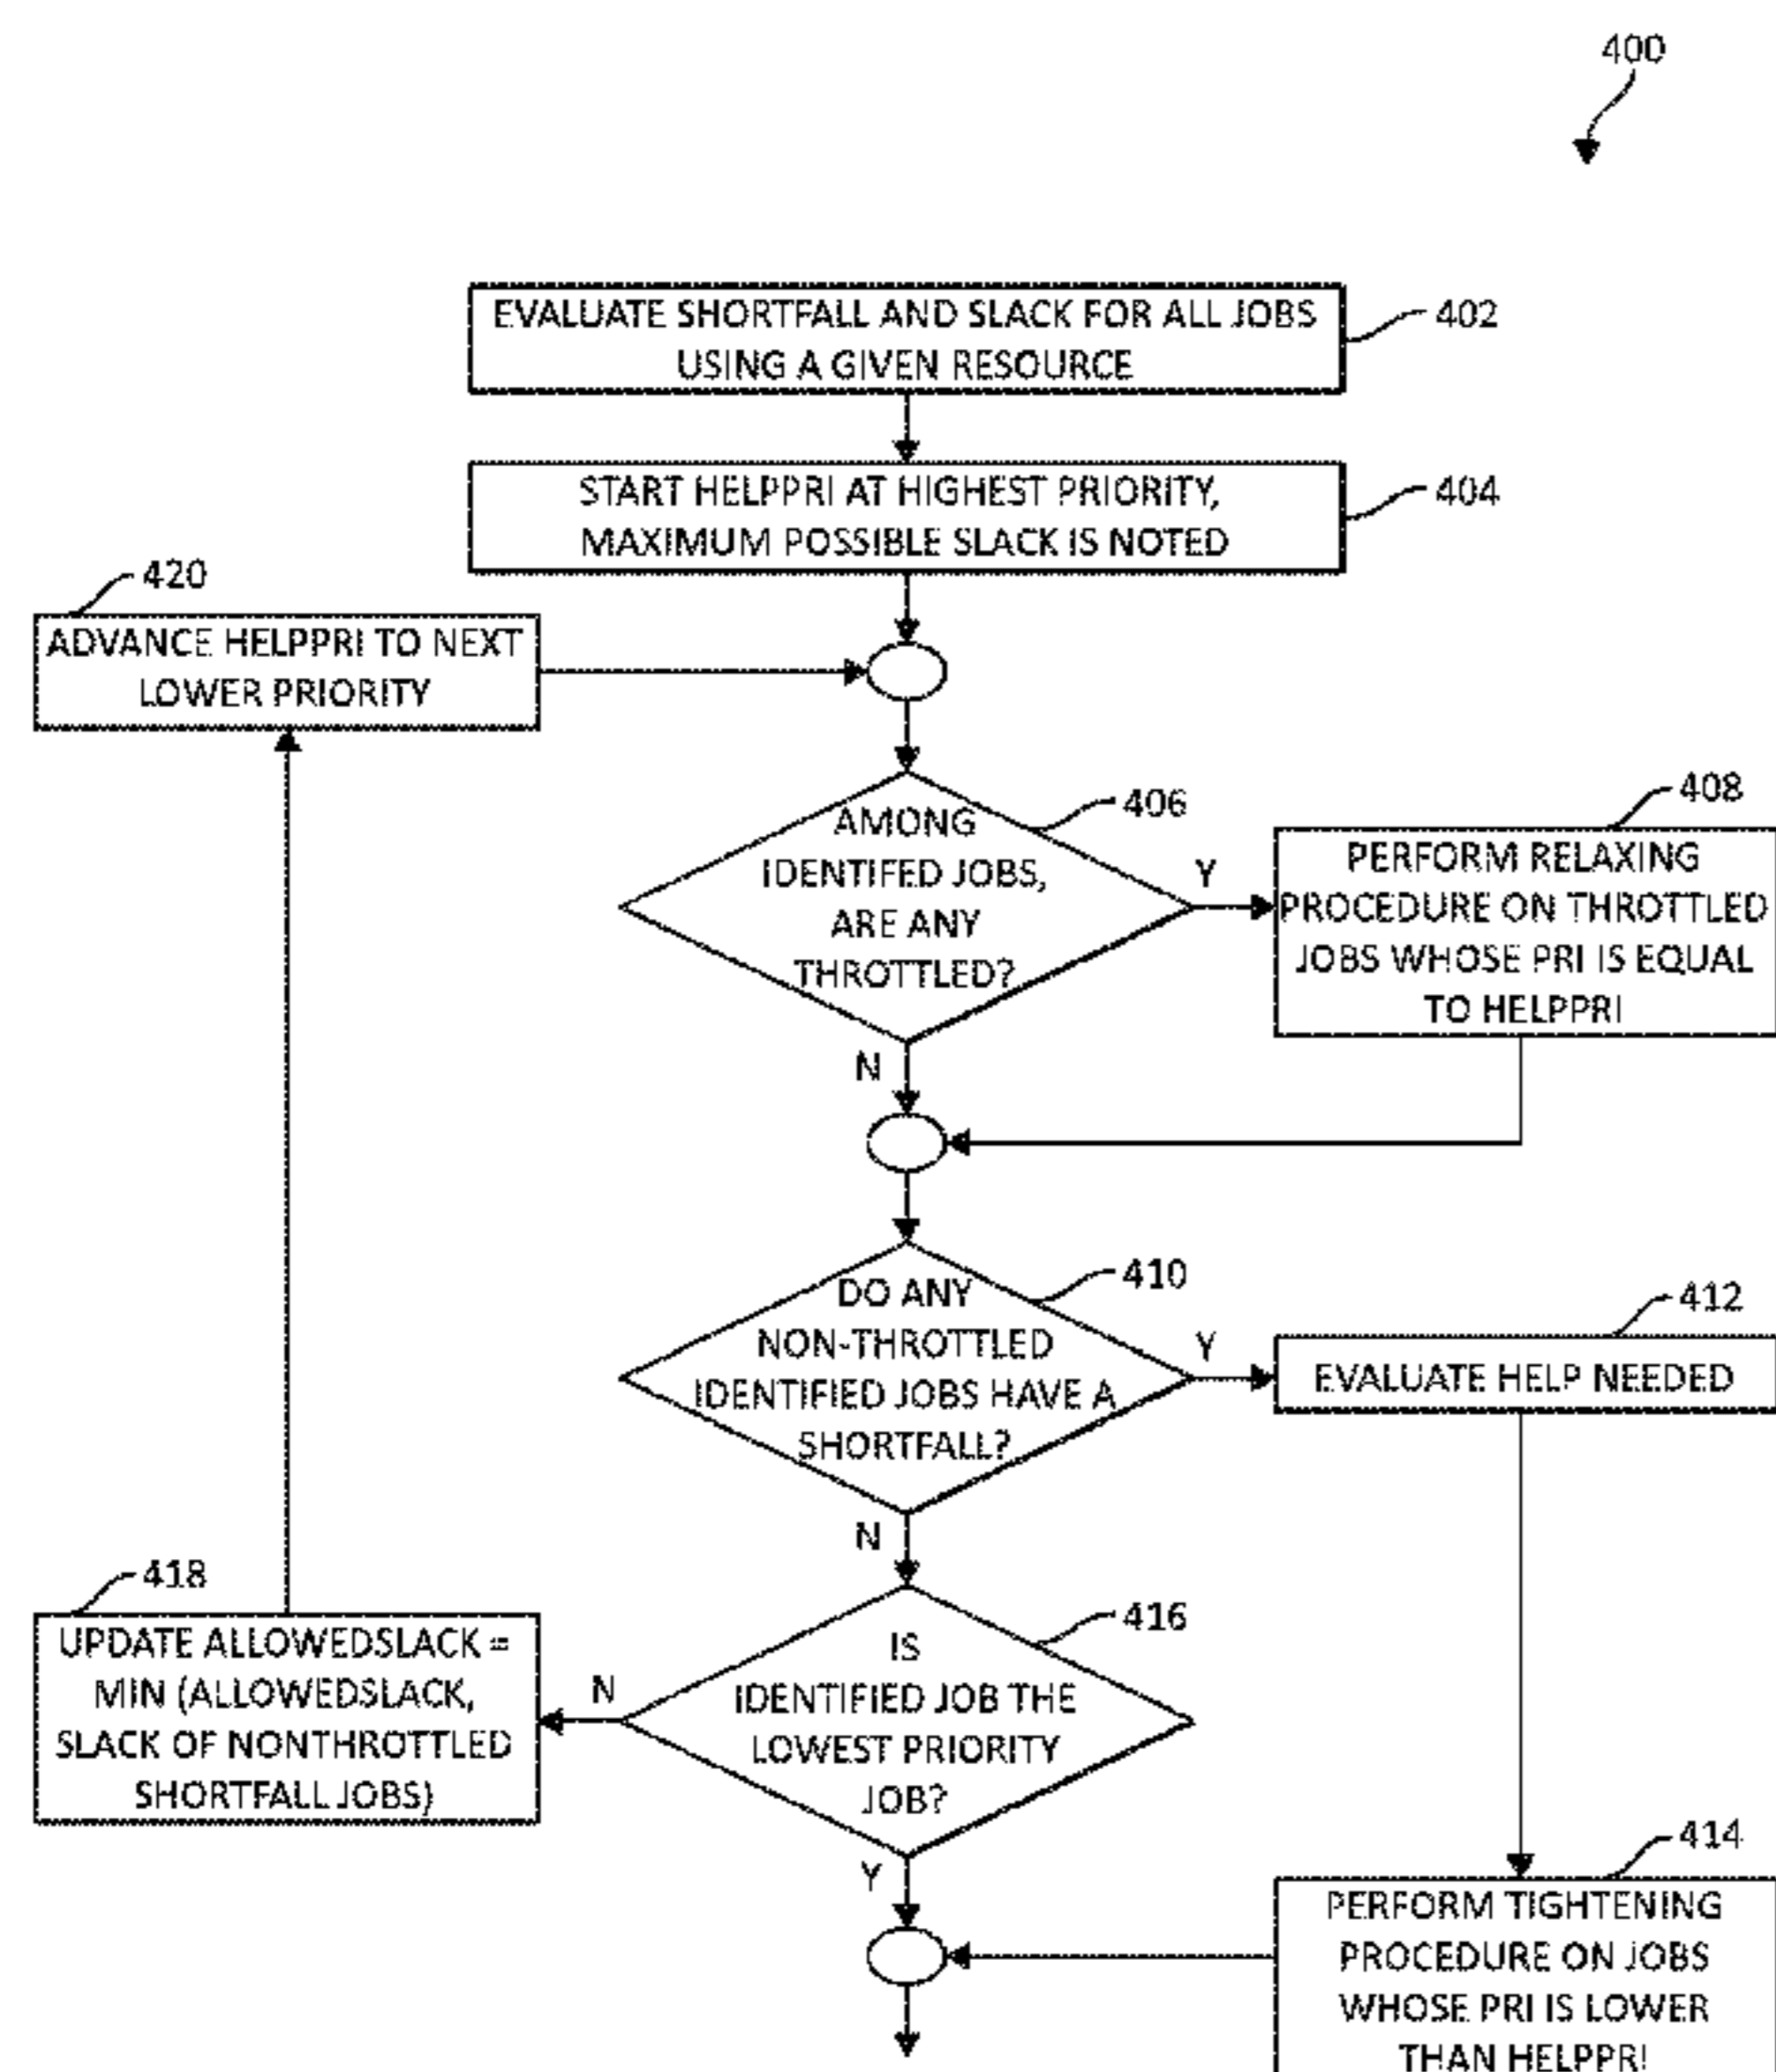 400
EVALUATE SHORTFALL AND SLACK FOR ALL JOBS
USING A GIVEN RESOURCE
402
START HELPPRI AT HIGHEST PRIORITY,
MAXIMUM POSSIBLE SLACK IS NOTED
404
420
ADVANCE HELPPRI TO NEXT
LOWER PRIORITY
406
AMONG
IDENTIFED JOBS,
ARE ANY
THROTTLED?
Y
N
408
PERFORM RELAXING
PROCEDURE ON THROTTLED
JOBS WHOSE PRI IS EQUAL
TO HELPPRI
410
DO ANY
NON-THROTTLED
IDENTIFIED JOBS HAVE A
SHORTFALL?
Y
N
412
EVALUATE HELP NEEDED
416
IS
IDENTIFIED JOB THE
LOWEST PRIORITY
JOB?
N
Y
418
UPDATE ALLOWEDSLACK =
MIN (ALLOWEDSLACK,
SLACK OF NONTHROTTLED
SHORTFALL JOBS)
414
PERFORM TIGHTENING
PROCEDURE ON JOBS
WHOSE PRI IS LOWER
THAN HELPPRI